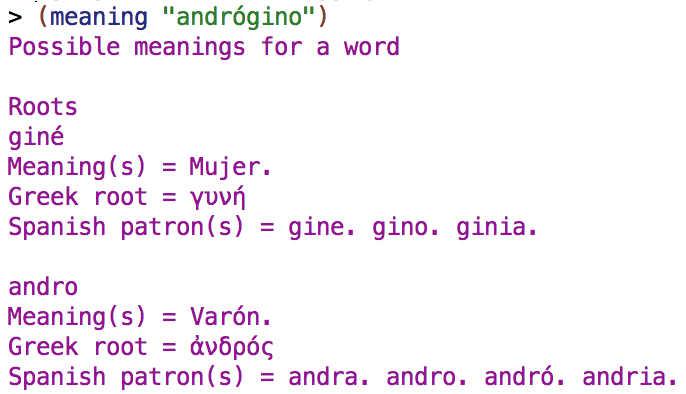 > (meaning "andrógino")
Possible meanings for a word
Roots
giné
Meaning(s) = Mujer.
Greek root = γυνή
Spanish patron(s) = gine. gino. ginia.
andro
Meaning(s) = Varón.
Greek root = ἀνδρός
Spanish patron(s) = andra. andro. andró. andria.